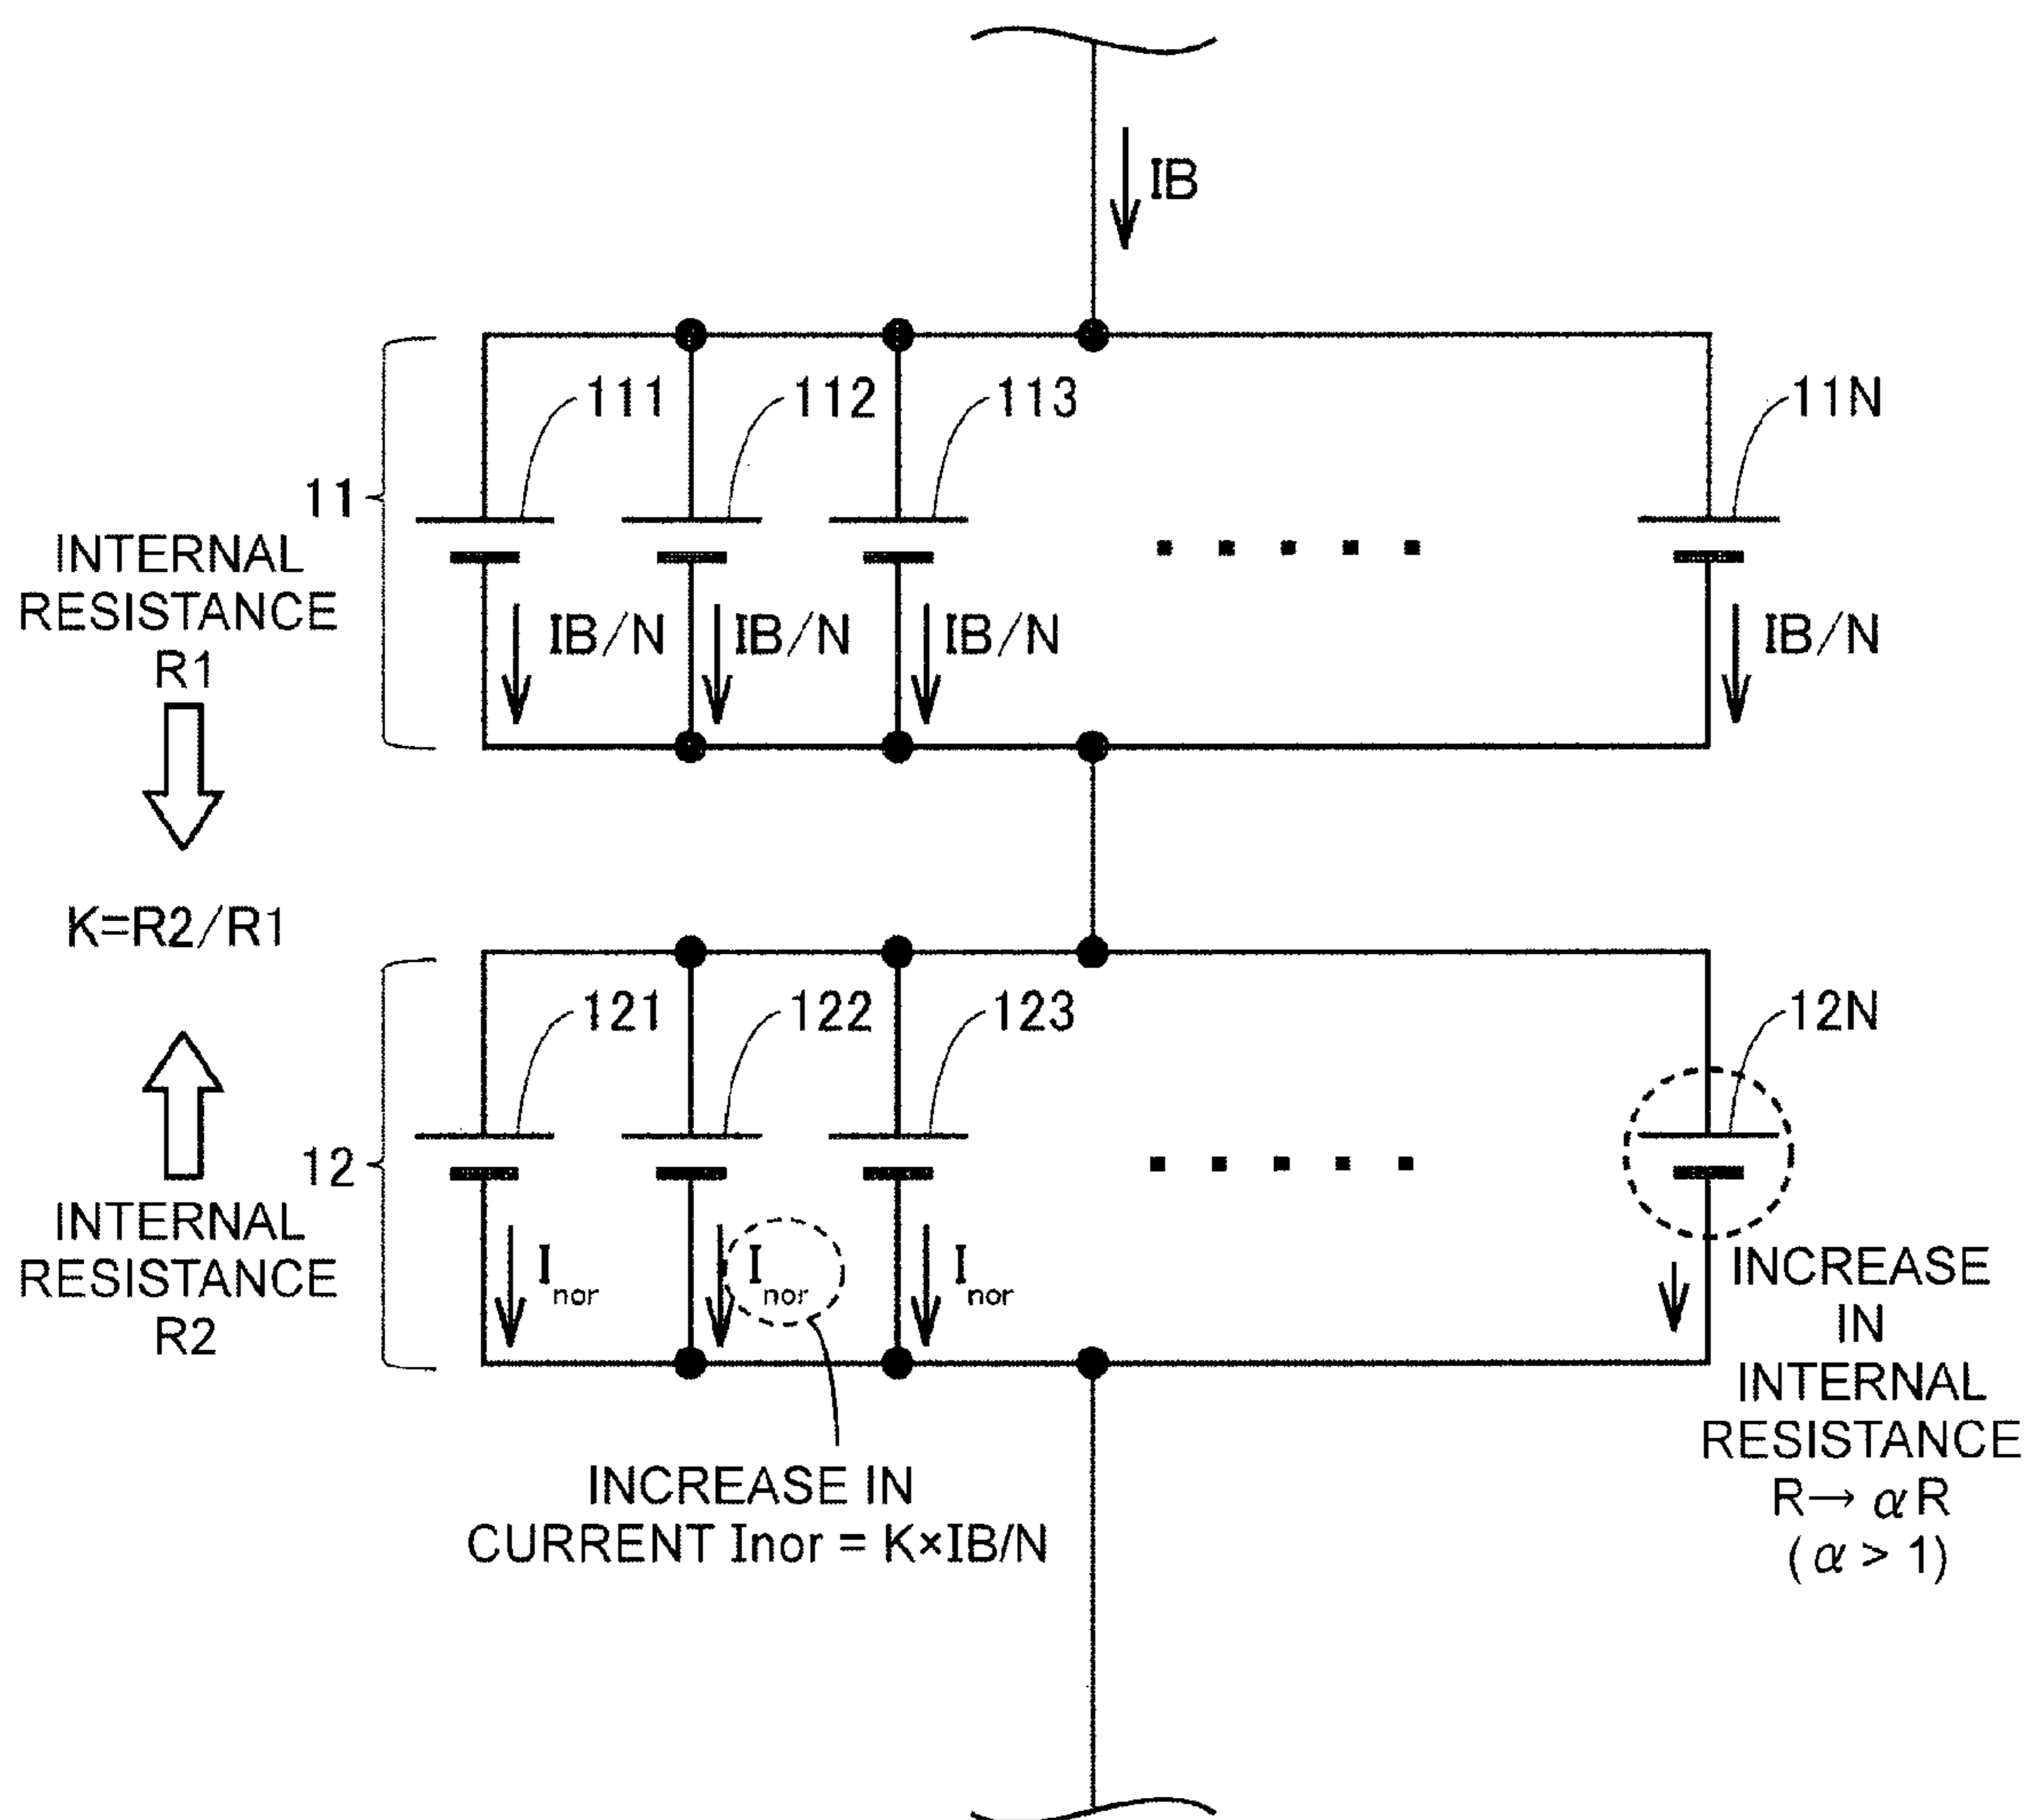 IB
111
112
113
11N
11
INTERNAL
RESISTANCE
R1
IB/N
IB/N
IB/N
IB/N
K=R2/R1
121
122
123
12N
12
INTERNAL
RESISTANCE
R2
Inor
Inor
Inor
INCREASE
IN
INTERNAL
RESISTANCE
R→ αR
(α > 1)
INCREASE IN
CURRENT Inor = K×IB/N